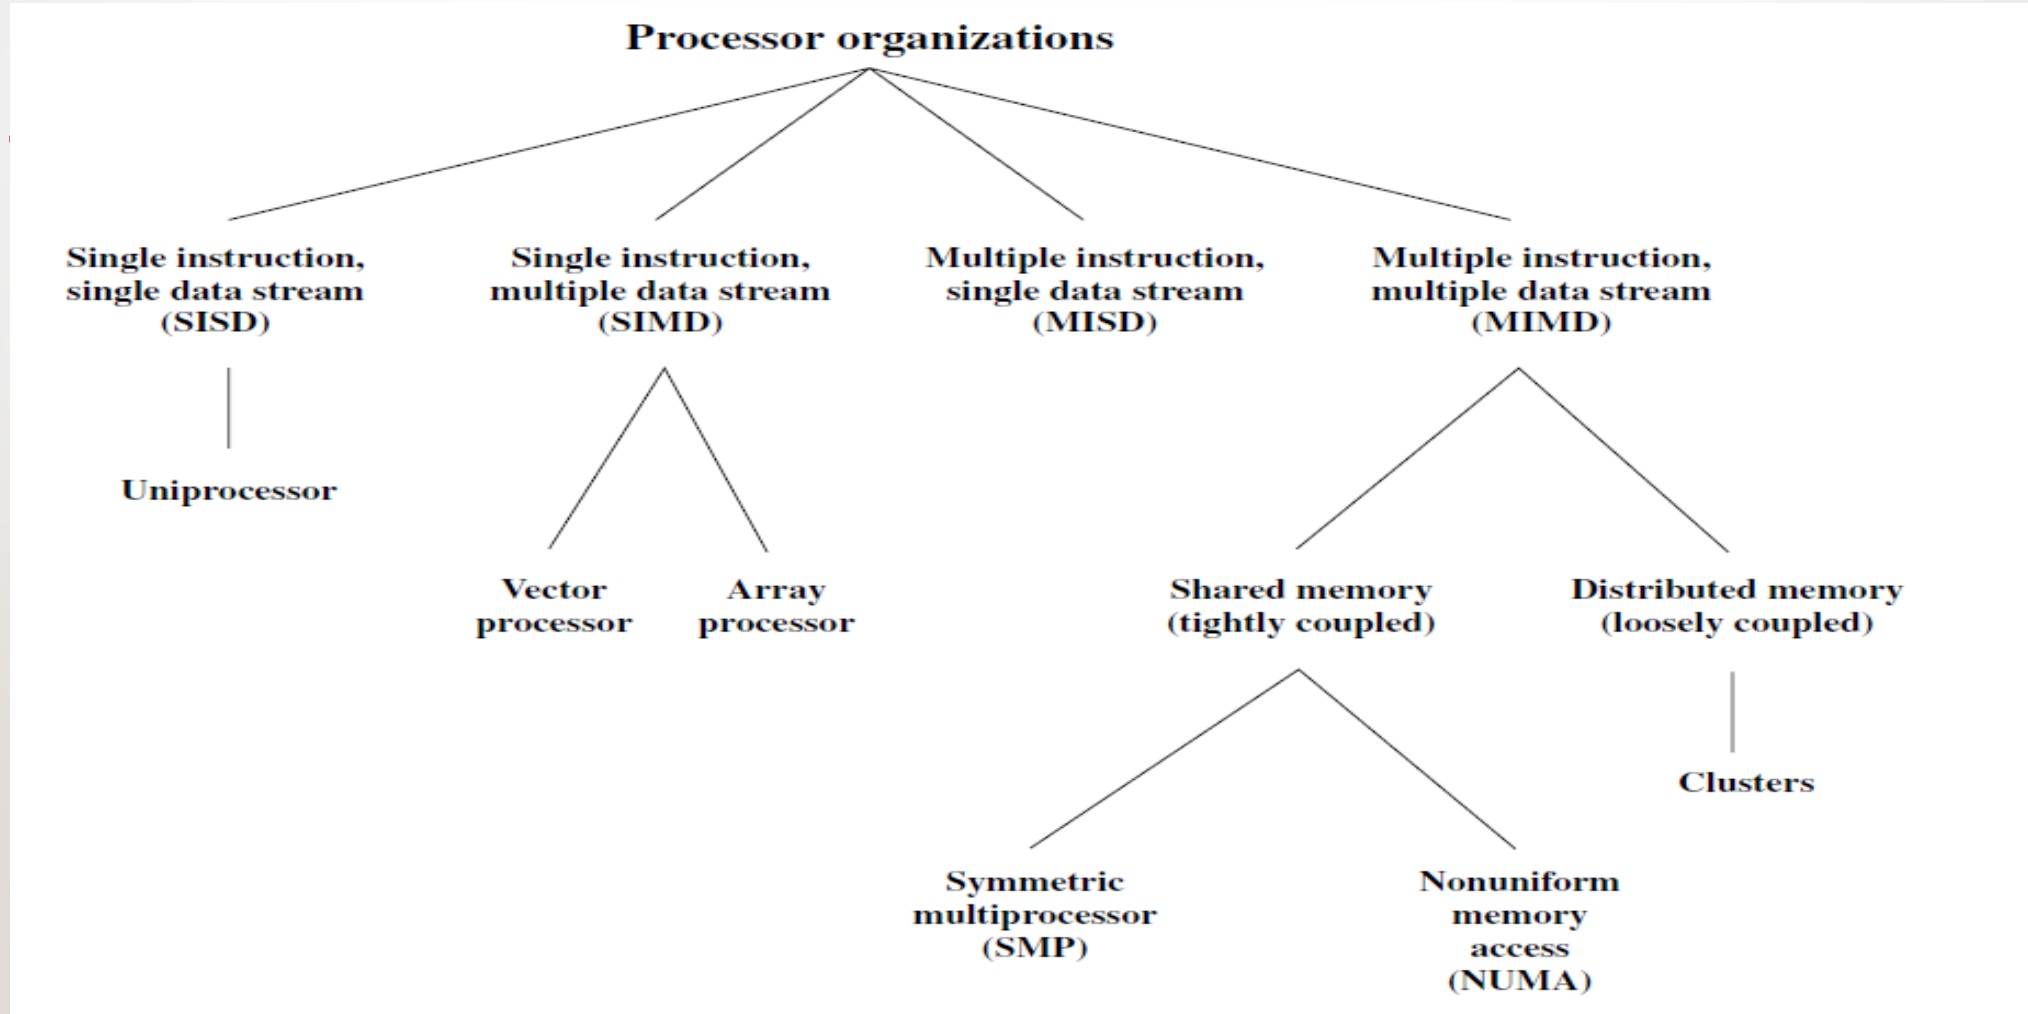 Processor organizations
Single instruction,
single data stream
(SISD)
Single instruction,
multiple data stream
(SIMD)
Multiple instruction,
single data stream
(MISD)
Multiple instruction,
multiple data stream
(MIMD)
Uniprocessor
Vector
processor
Array
processor
Shared memory
(tightly coupled)
Distributed memory
(loosely coupled)
Clusters
Symmetric
multiprocessor
(SMP)
Nonuniform
memory
access
(NUMA)